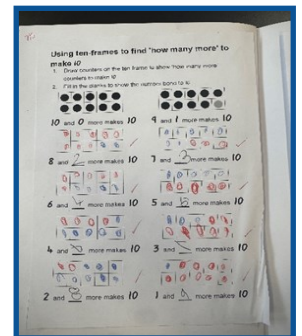 Using ten-frames to find 'how many more' to
make 10
1. Draw counters on the ten frame to show 'how many more'
counters to make 10
2. Fill in the blanks to show the number bond to 10
10 and 0 more makes 10
9 and 1 more makes 10
8 and 2 more makes 10
7 and 3 more makes 10
6 and more makes 10
5 and 5 more makes 10
4 and more makes 10
3 and more makes 10
2 and more makes 10
1 and 9 more makes 10